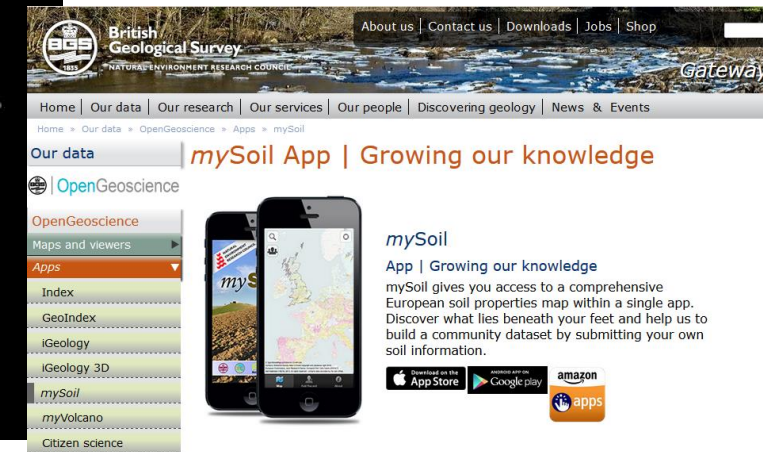 British
Geological Survey
NATURAL ENVIRONMENT RESEARCH COUNCIL
BGS
1835
About us | Contact us | Downloads | Jobs | Shop
Gateway
Home | Our data | Our research | Our services | Our people | Discovering geology | News & Events
Home » Our data » OpenGeoscience » Apps » mySoil
Our data
OpenGeoscience
OpenGeoscience
Maps and viewers
Apps
Index
GeoIndex
iGeology
iGeology 3D
mySoil
myVolcano
Citizen science
mySoil App | Growing our knowledge
mySoil
App | Growing our knowledge
mySoil gives you access to a comprehensive
European soil properties map within a single app.
Discover what lies beneath your feet and help us to
build a community dataset by submitting your own
soil information.
Download on the
App Store
ANDROID APP ON
Google play
amazon
apps